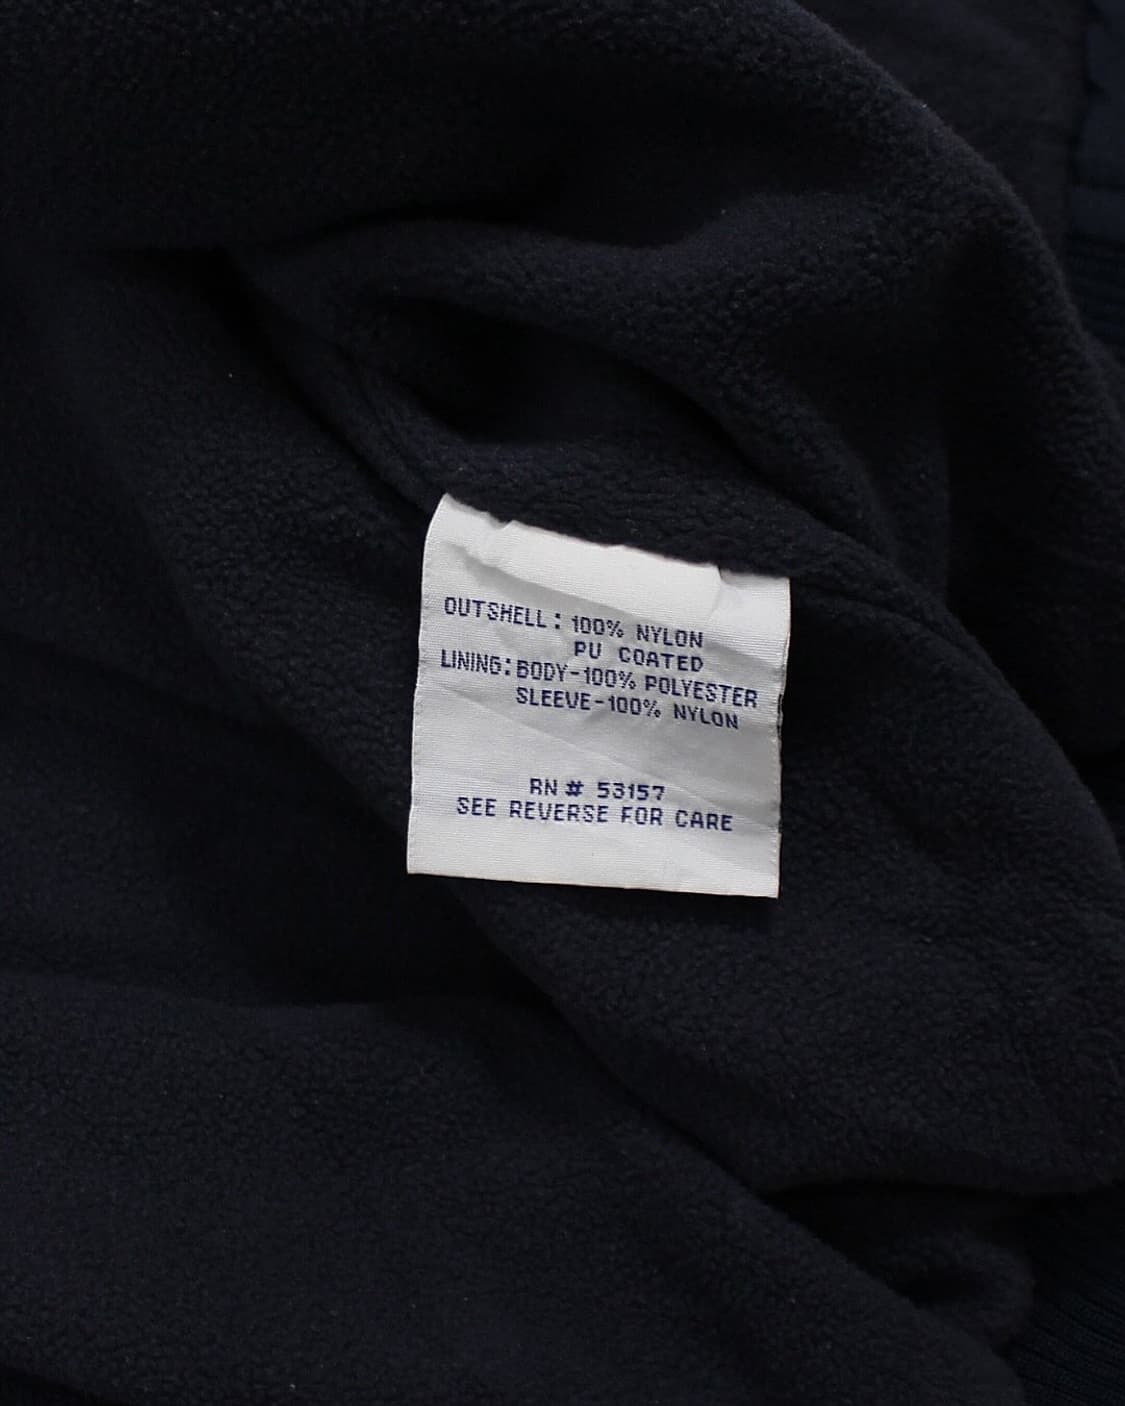 OUTSHELL: 100% NYLON
PU COATED
LINING: BODY-100% POLYESTER
SLEEVE-100% NYLON
RN # 53157
SEE REVERSE FOR CARE